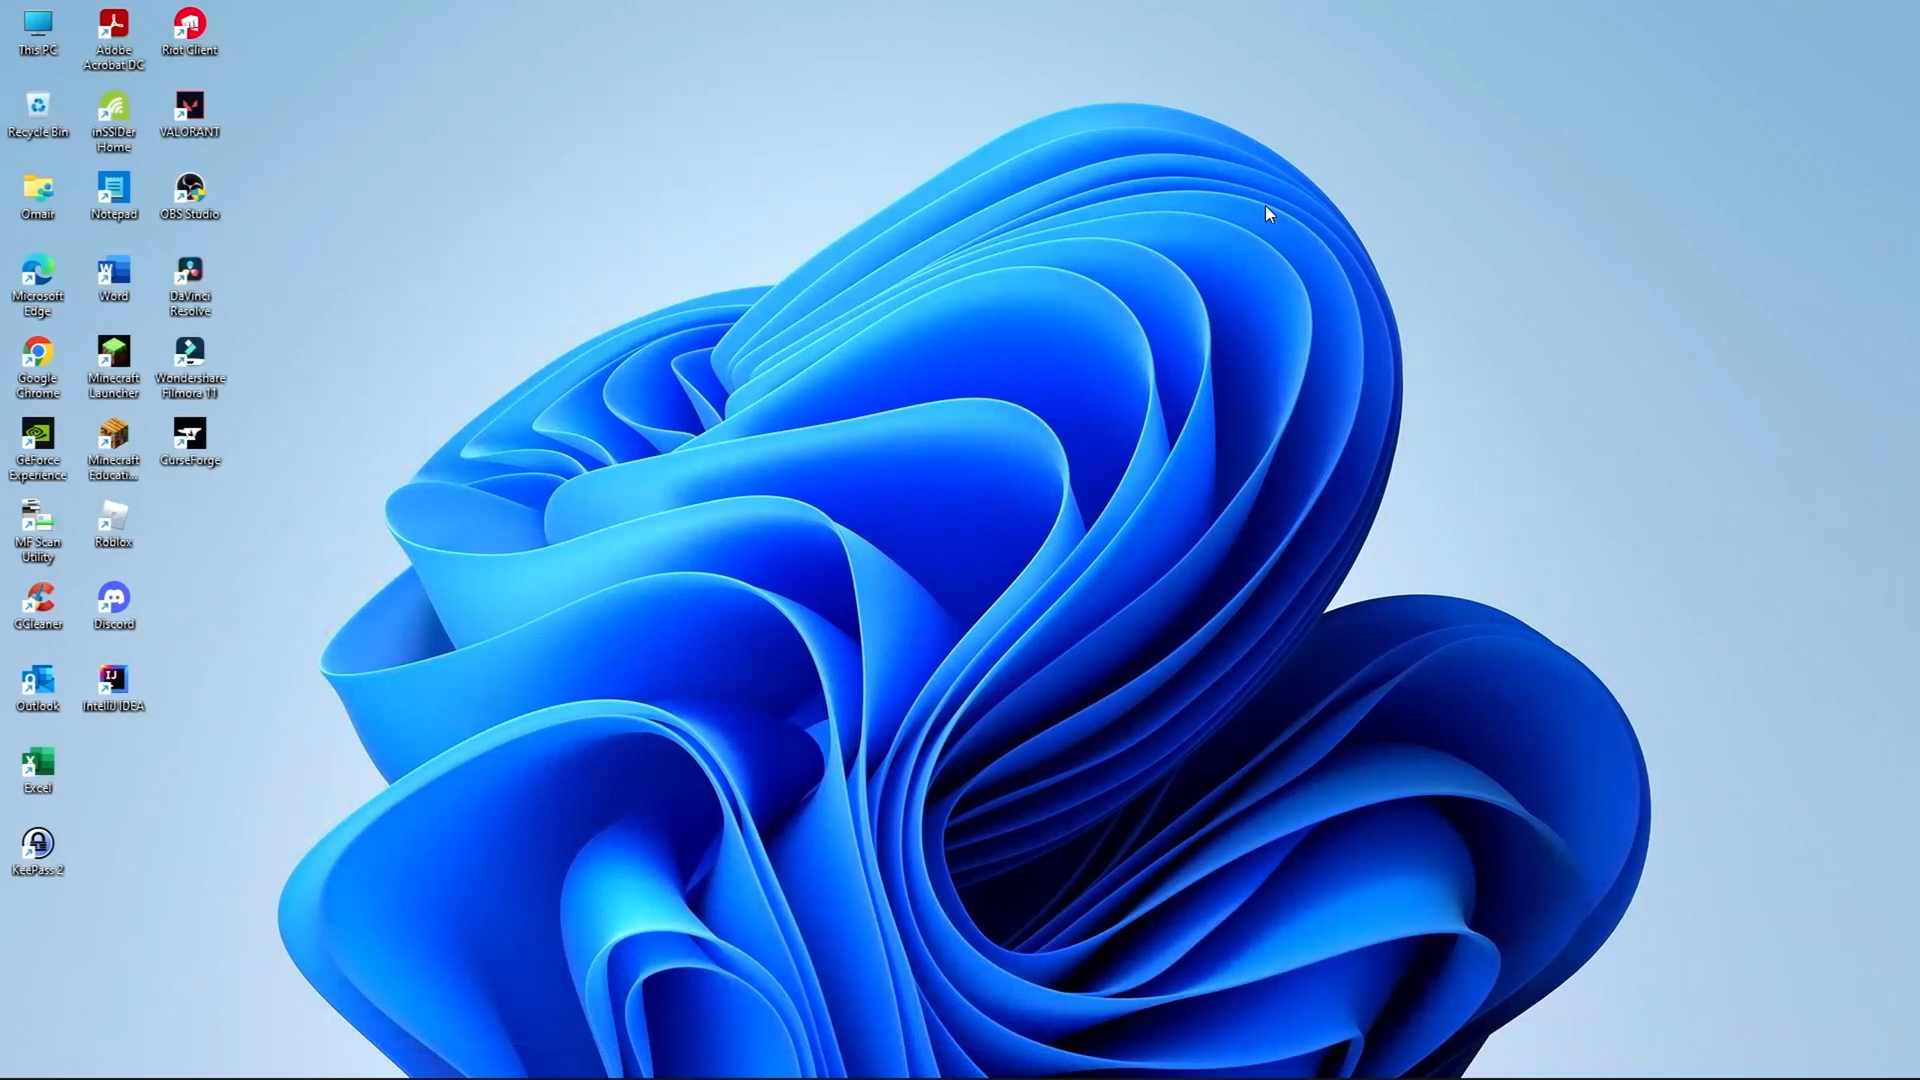 This PC
Adobe
Acrobat DC
Riot Client
Recycle Bin
inSSIDer
Home
VALORANT
Omair
Notepad
OBS Studio
Microsoft
Edge
Word
DaVinci
Resolve
Google
Chrome
Minecraft
Launcher
Wondershare
Filmora 11
GeForce
Experience
Minecraft
Educati...
CurseForge
MF Scan
Utility
Roblox
CCleaner
Discord
Outlook
IntelliJ IDEA
Excel
KeePass 2